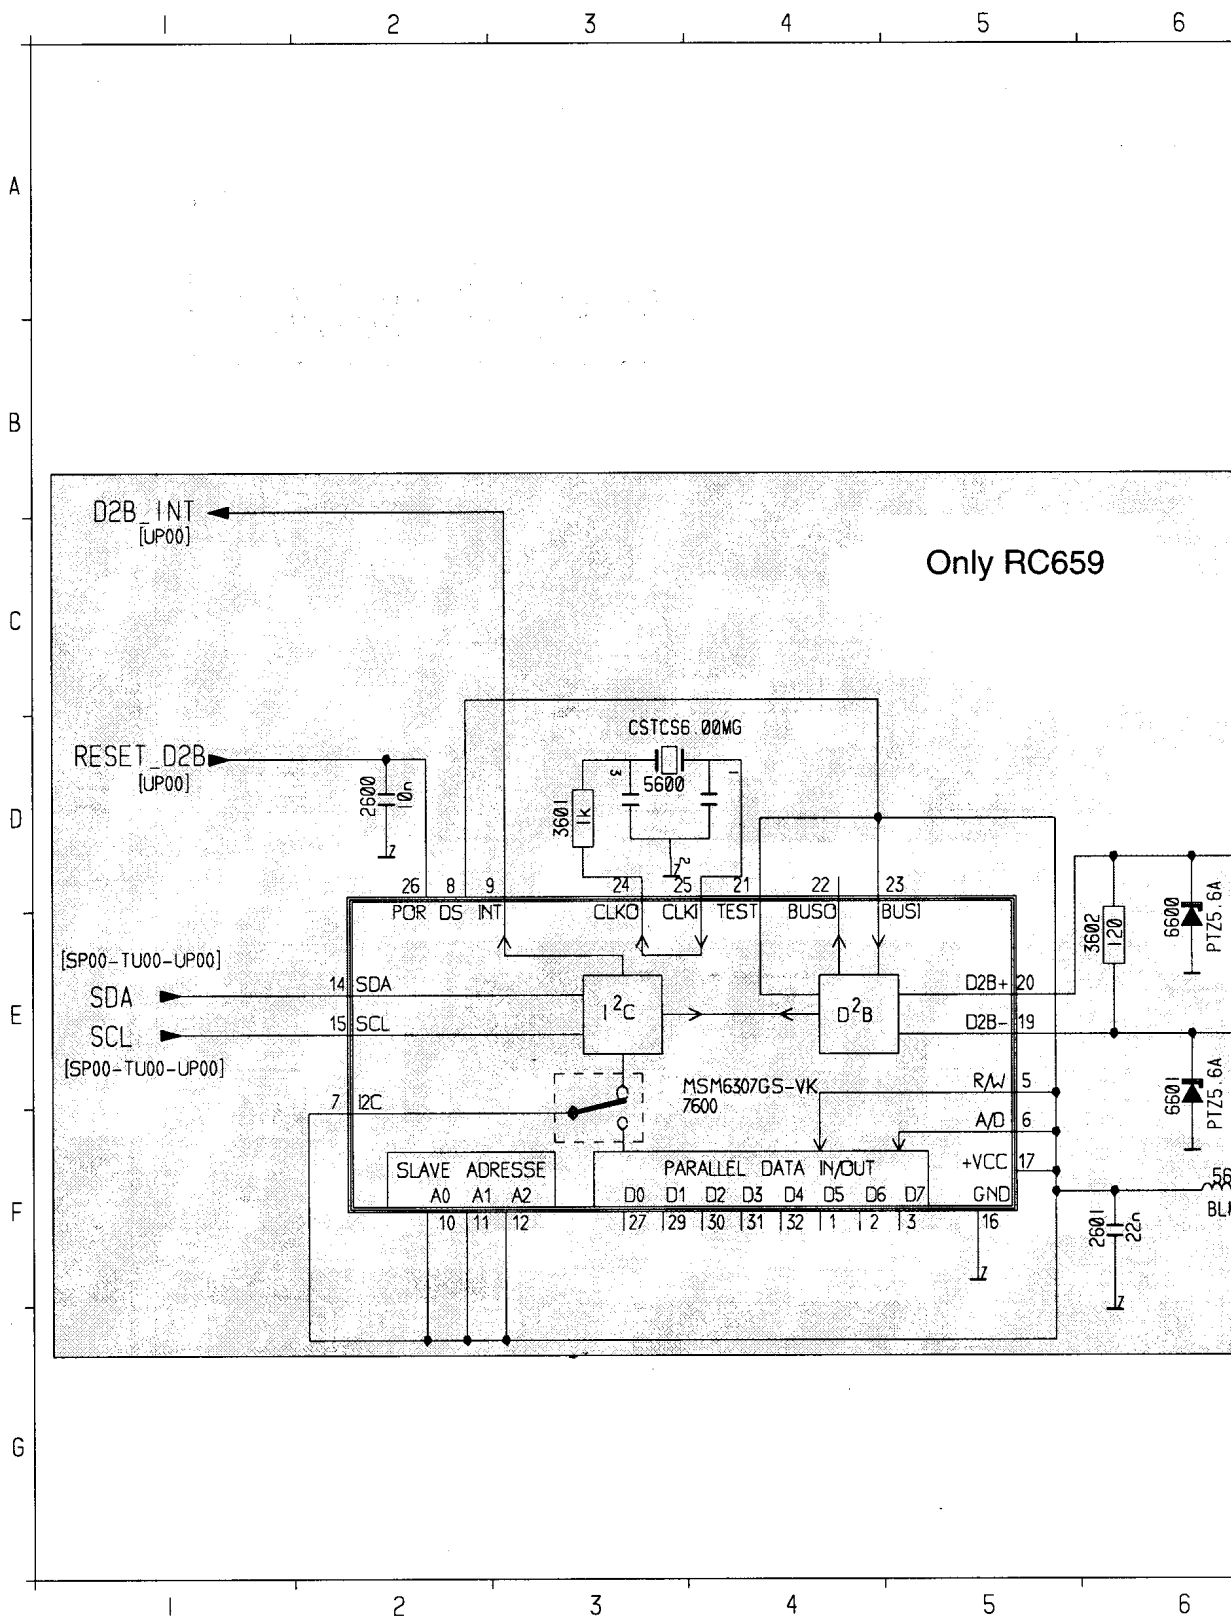 1 2 3 4 5 6
A
B
D2B_INT
[UP00]
Only RC659
C
CSTCS6.00MG
RESET_D2B
[UP00]
2600
10n
3601
1k
3
5600
1
2
D
26 8 9 24 25 21 22 23
POR DS INT CLKO CLKI TEST BUSO BUSI
3602
120
6600
PTZ5.6A
[SP00-TU00-UP00]
SDA
14 SDA
I²C
D²B
D2B+ 20
E
SCL
15 SCL
D2B- 19
[SP00-TU00-UP00]
MSM6307GS-VK
7600
R/W 5
6601
PTZ5.6A
7 I2C
A/D 6
SLAVE ADRESSE
PARALLEL DATA IN/OUT
+VCC 17
A0 A1 A2
D0 D1 D2 D3 D4 D5 D6 D7
GND
F
10 11 12
27 29 30 31 32 1 2 3
16
2601
22n
G
1 2 3 4 5 6